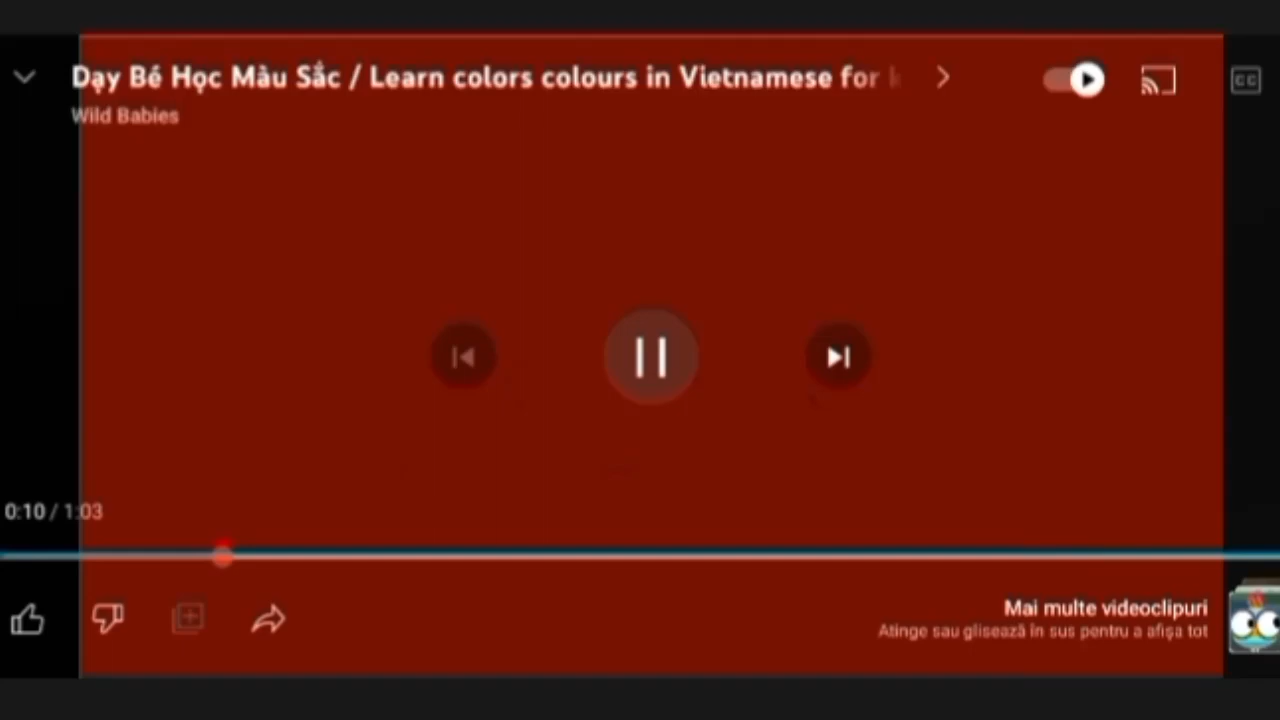 Dạy Bé Học Màu Sắc / Learn colors colours in Vietnamese for
Wild Babies
CC
0:10 / 1:03
Mai multe videoclipuri
Atinge sau glisează în sus pentru a afișa tot